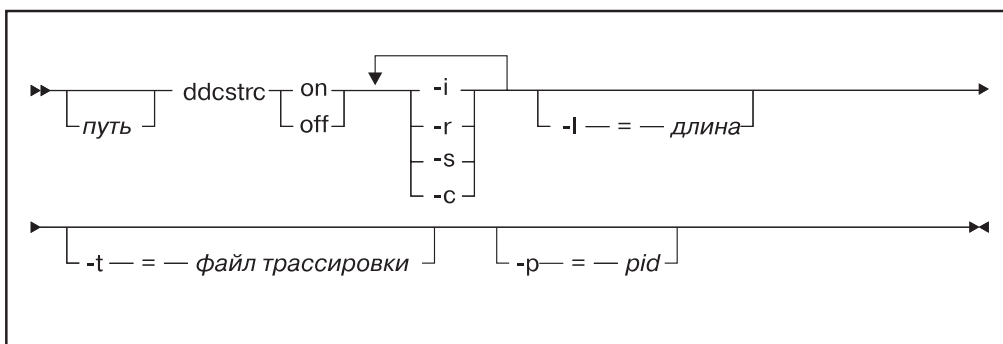 ddcstrc on -i
путь off -l — = — длина
-r
-s
-c
-t — = — файл трассировки -p— = — pid